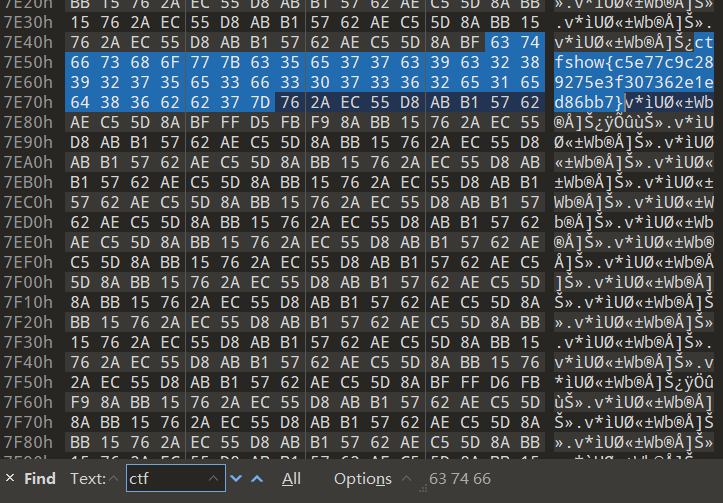 7E20h BB 15 76 2A EC 55 D8 AB B1 57 62 AE C5 5D 8A BB ».v*ìUØ«±Wb®Å]Š»
7E30h 15 76 2A EC 55 D8 AB B1 57 62 AE C5 5D 8A BB 15 .v*ìUØ«±Wb®Å]Š».
7E40h 76 2A EC 55 D8 AB B1 57 62 AE C5 5D 8A BF 63 74 v*ìUØ«±Wb®Å]Š¿ct
7E50h 66 73 68 6F 77 7B 63 35 65 37 37 63 39 63 32 38 fshow{c5e77c9c28
7E60h 39 32 37 35 65 33 66 33 30 37 33 36 32 65 31 65 9275e3f307362e1e
7E70h 64 38 36 62 62 37 7D 76 2A EC 55 D8 AB B1 57 62 d86bb7}v*ìUØ«±Wb
7E80h AE C5 5D 8A BF FF D5 FB F9 8A BB 15 76 2A EC 55 ®Å]Š¿ÿÕûùŠ».v*ìU
7E90h D8 AB B1 57 62 AE C5 5D 8A BB 15 76 2A EC 55 D8 Ø«±Wb®Å]Š».v*ìUØ
7EA0h AB B1 57 62 AE C5 5D 8A BB 15 76 2A EC 55 D8 AB «±Wb®Å]Š».v*ìUØ«
7EB0h B1 57 62 AE C5 5D 8A BB 15 76 2A EC 55 D8 AB B1 ±Wb®Å]Š».v*ìUØ«±
7EC0h 57 62 AE C5 5D 8A BB 15 76 2A EC 55 D8 AB B1 57 Wb®Å]Š».v*ìUØ«±W
7ED0h 62 AE C5 5D 8A BB 15 76 2A EC 55 D8 AB B1 57 62 b®Å]Š».v*ìUØ«±Wb
7EE0h AE C5 5D 8A BB 15 76 2A EC 55 D8 AB B1 57 62 AE ®Å]Š».v*ìUØ«±Wb®
7EF0h C5 5D 8A BB 15 76 2A EC 55 D8 AB B1 57 62 AE C5 Å]Š».v*ìUØ«±Wb®Å
7F00h 5D 8A BB 15 76 2A EC 55 D8 AB B1 57 62 AE C5 5D ]Š».v*ìUØ«±Wb®Å]
7F10h 8A BB 15 76 2A EC 55 D8 AB B1 57 62 AE C5 5D 8A Š».v*ìUØ«±Wb®Å]Š
7F20h BB 15 76 2A EC 55 D8 AB B1 57 62 AE C5 5D 8A BB ».v*ìUØ«±Wb®Å]Š»
7F30h 15 76 2A EC 55 D8 AB B1 57 62 AE C5 5D 8A BB 15 .v*ìUØ«±Wb®Å]Š».
7F40h 76 2A EC 55 D8 AB B1 57 62 AE C5 5D 8A BB 15 76 v*ìUØ«±Wb®Å]Š».v
7F50h 2A EC 55 D8 AB B1 57 62 AE C5 5D 8A BF FF D6 FB *ìUØ«±Wb®Å]Š¿ÿÖû
7F60h F9 8A BB 15 76 2A EC 55 D8 AB B1 57 62 AE C5 5D ùŠ».v*ìUØ«±Wb®Å]
7F70h 8A BB 15 76 2A EC 55 D8 AB B1 57 62 AE C5 5D 8A Š».v*ìUØ«±Wb®Å]Š
7F80h BB 15 76 2A EC 55 D8 AB B1 57 62 AE C5 5D 8A BB ».v*ìUØ«±Wb®Å]Š»
× Find Text: ctf All Options 63 74 66